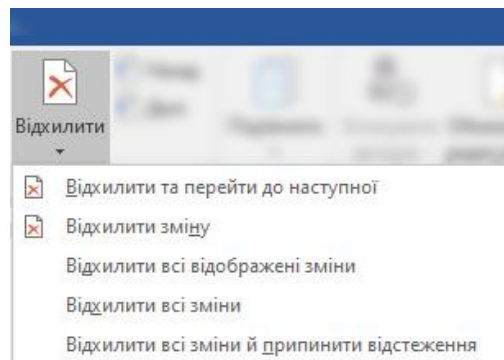 Відхилити
Відхилити та перейти до наступної
Відхилити зміну
Відхилити всі відображені зміни
Відхилити всі зміни
Відхилити всі зміни й припинити відстеження